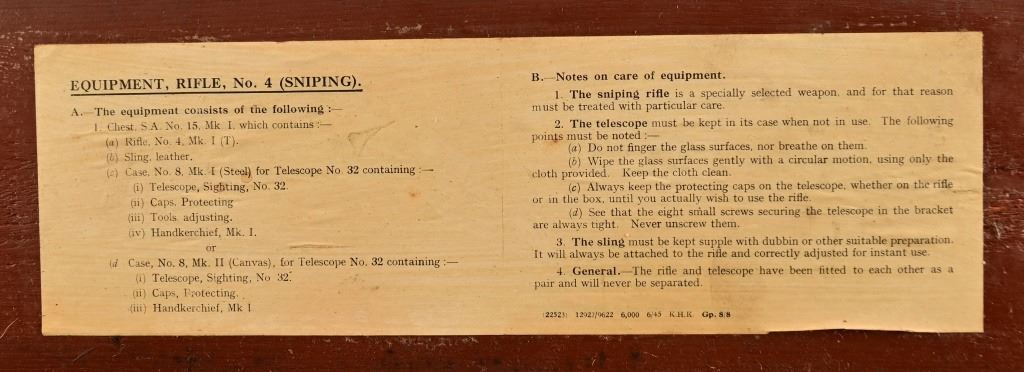 EQUIPMENT, RIFLE, No. 4 (SNIPING).
A.—The equipment consists of the following :—
1. Chest. S.A. No. 15, Mk. I, which contains :—
(a) Rifle, No. 4, Mk. I (T).
(b) Sling, leather.
(c) Case, No. 8, Mk. I (Steel) for Telescope No. 32 containing :—
(i) Telescope, Sighting, No. 32.
(ii) Caps, Protecting
(iii) Tools, adjusting.
(iv) Handkerchief, Mk. I.
or
(d Case, No. 8, Mk. II (Canvas), for Telescope No. 32 containing :—
(i) Telescope, Sighting, No 32.
(ii) Caps, Protecting.
(iii) Handkerchief, Mk I
B.—Notes on care of equipment.
1. The sniping rifle is a specially selected weapon, and for that reason
must be treated with particular care.
2. The telescope must be kept in its case when not in use. The following
points must be noted :—
(a) Do not finger the glass surfaces, nor breathe on them.
(b) Wipe the glass surfaces gently with a circular motion, using only the
cloth provided. Keep the cloth clean.
(c) Always keep the protecting caps on the telescope, whether on the rifle
or in the box, until you actually wish to use the rifle.
(d) See that the eight small screws securing the telescope in the bracket
are always tight. Never unscrew them.
3. The sling must be kept supple with dubbin or other suitable preparation.
It will always be attached to the rifle and correctly adjusted for instant use.
4. General.—The rifle and telescope have been fitted to each other as a
pair and will never be separated.
(22523) 12927/9622 6,000 6/45 K.H.K. Gp. 8/8